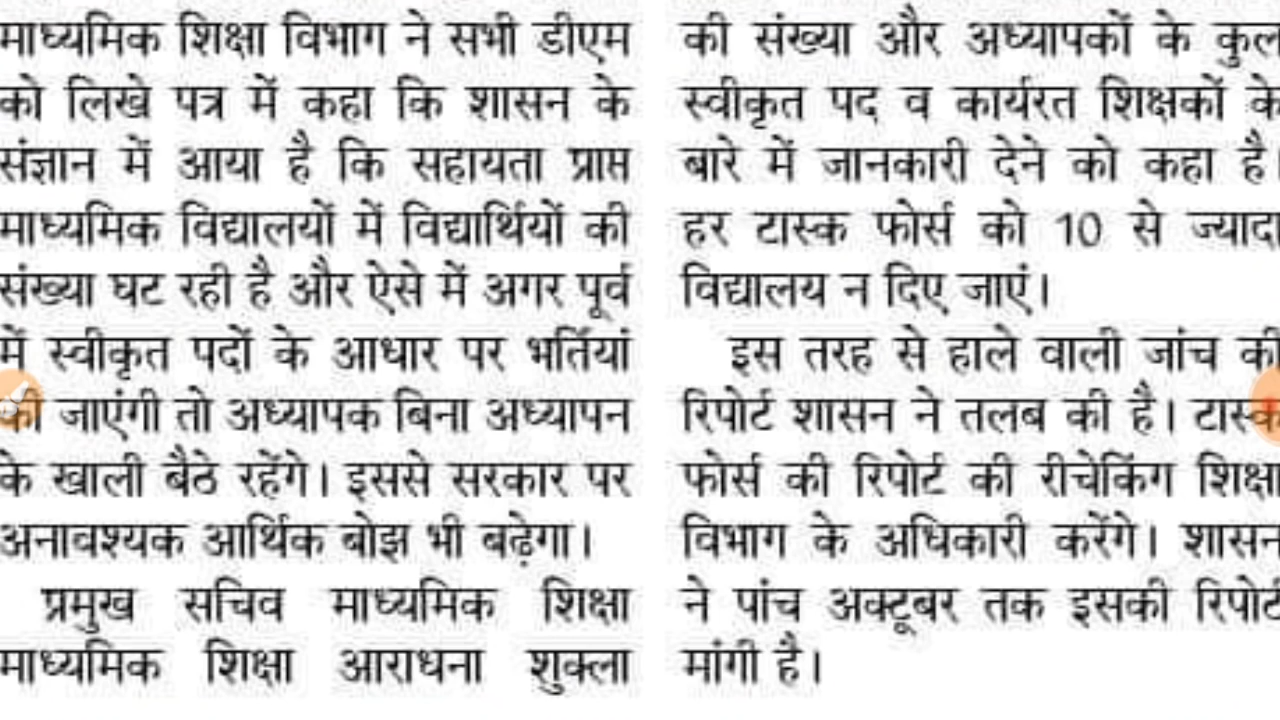 माध्यमिक शिक्षा विभाग ने सभी डीएम
को लिखे पत्र में कहा कि शासन के
संज्ञान में आया है कि सहायता प्राप्त
माध्यमिक विद्यालयों में विद्यार्थियों की
संख्या घट रही है और ऐसे में अगर पूर्व
में स्वीकृत पदों के आधार पर भर्तियां
की जाएंगी तो अध्यापक बिना अध्यापन
के खाली बैठे रहेंगे। इससे सरकार पर
अनावश्यक आर्थिक बोझ भी बढ़ेगा।
प्रमुख सचिव माध्यमिक शिक्षा
माध्यमिक शिक्षा आराधना शुक्ला
की संख्या और अध्यापकों के कुल
स्वीकृत पद व कार्यरत शिक्षकों के
बारे में जानकारी देने को कहा है।
हर टास्क फोर्स को 10 से ज्यादा
विद्यालय न दिए जाएं।
इस तरह से हाले वाली जांच की
रिपोर्ट शासन ने तलब की है। टास्क
फोर्स की रिपोर्ट की रीचेकिंग शिक्षा
विभाग के अधिकारी करेंगे। शासन
ने पांच अक्टूबर तक इसकी रिपोर्ट
मांगी है।